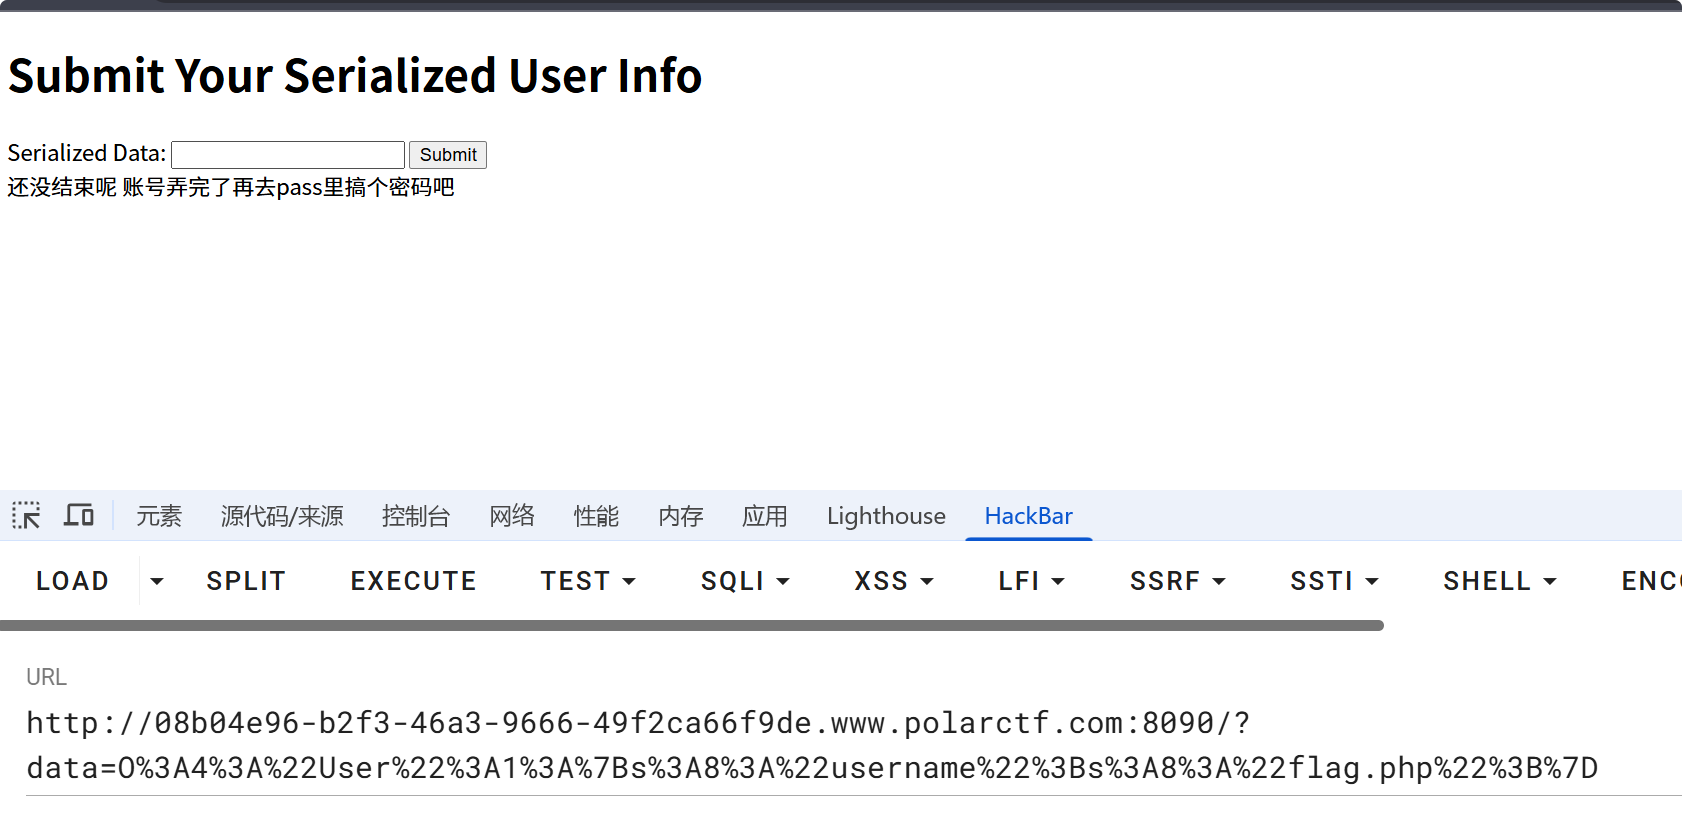 Submit Your Serialized User Info
Serialized Data: Submit
还没结束呢 账号弄完了再去pass里搞个密码吧
元素 源代码/来源 控制台 网络 性能 内存 应用 Lighthouse HackBar
LOAD SPLIT EXECUTE TEST SQLI XSS LFI SSRF SSTI SHELL ENC
URL
http://08b04e96-b2f3-46a3-9666-49f2ca66f9de.www.polarctf.com:8090/?
data=O%3A4%3A%22User%22%3A1%3A%7Bs%3A8%3A%22username%22%3Bs%3A8%3A%22flag.php%22%3B%7D